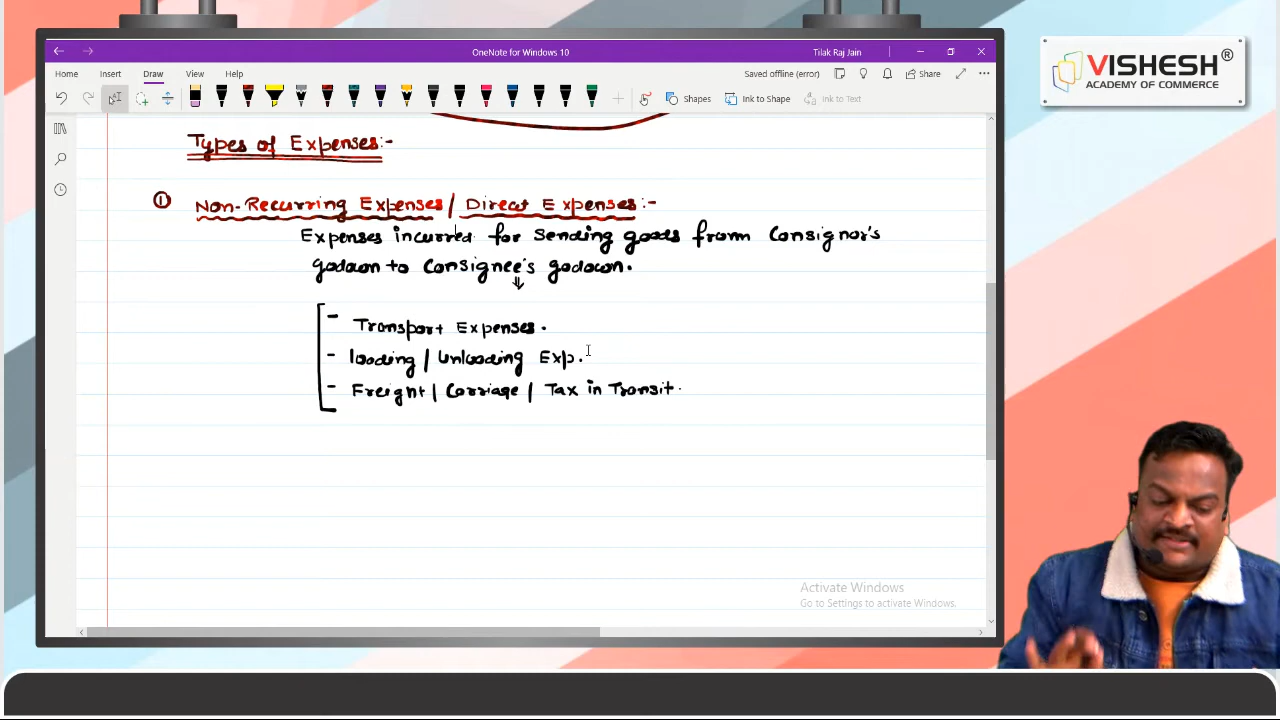 OneNote for Windows 10
Tilak Raj Jain
Home Insert Draw View Help
Saved offline (error)
Share
Shapes
Ink to Shape
Ink to Text
VISHESH®
ACADEMY OF COMMERCE
Types of Expenses:-
① Non-Recurring Expenses / Direct Expenses:-
Expenses incurred for sending goods from Consignor's
godown to Consignee's godown.
- Transport Expenses.
- loading / Unloading Exp.
- Freight / Carriage / Tax in Transit.
Activate Windows
Go to Settings to activate Windows.